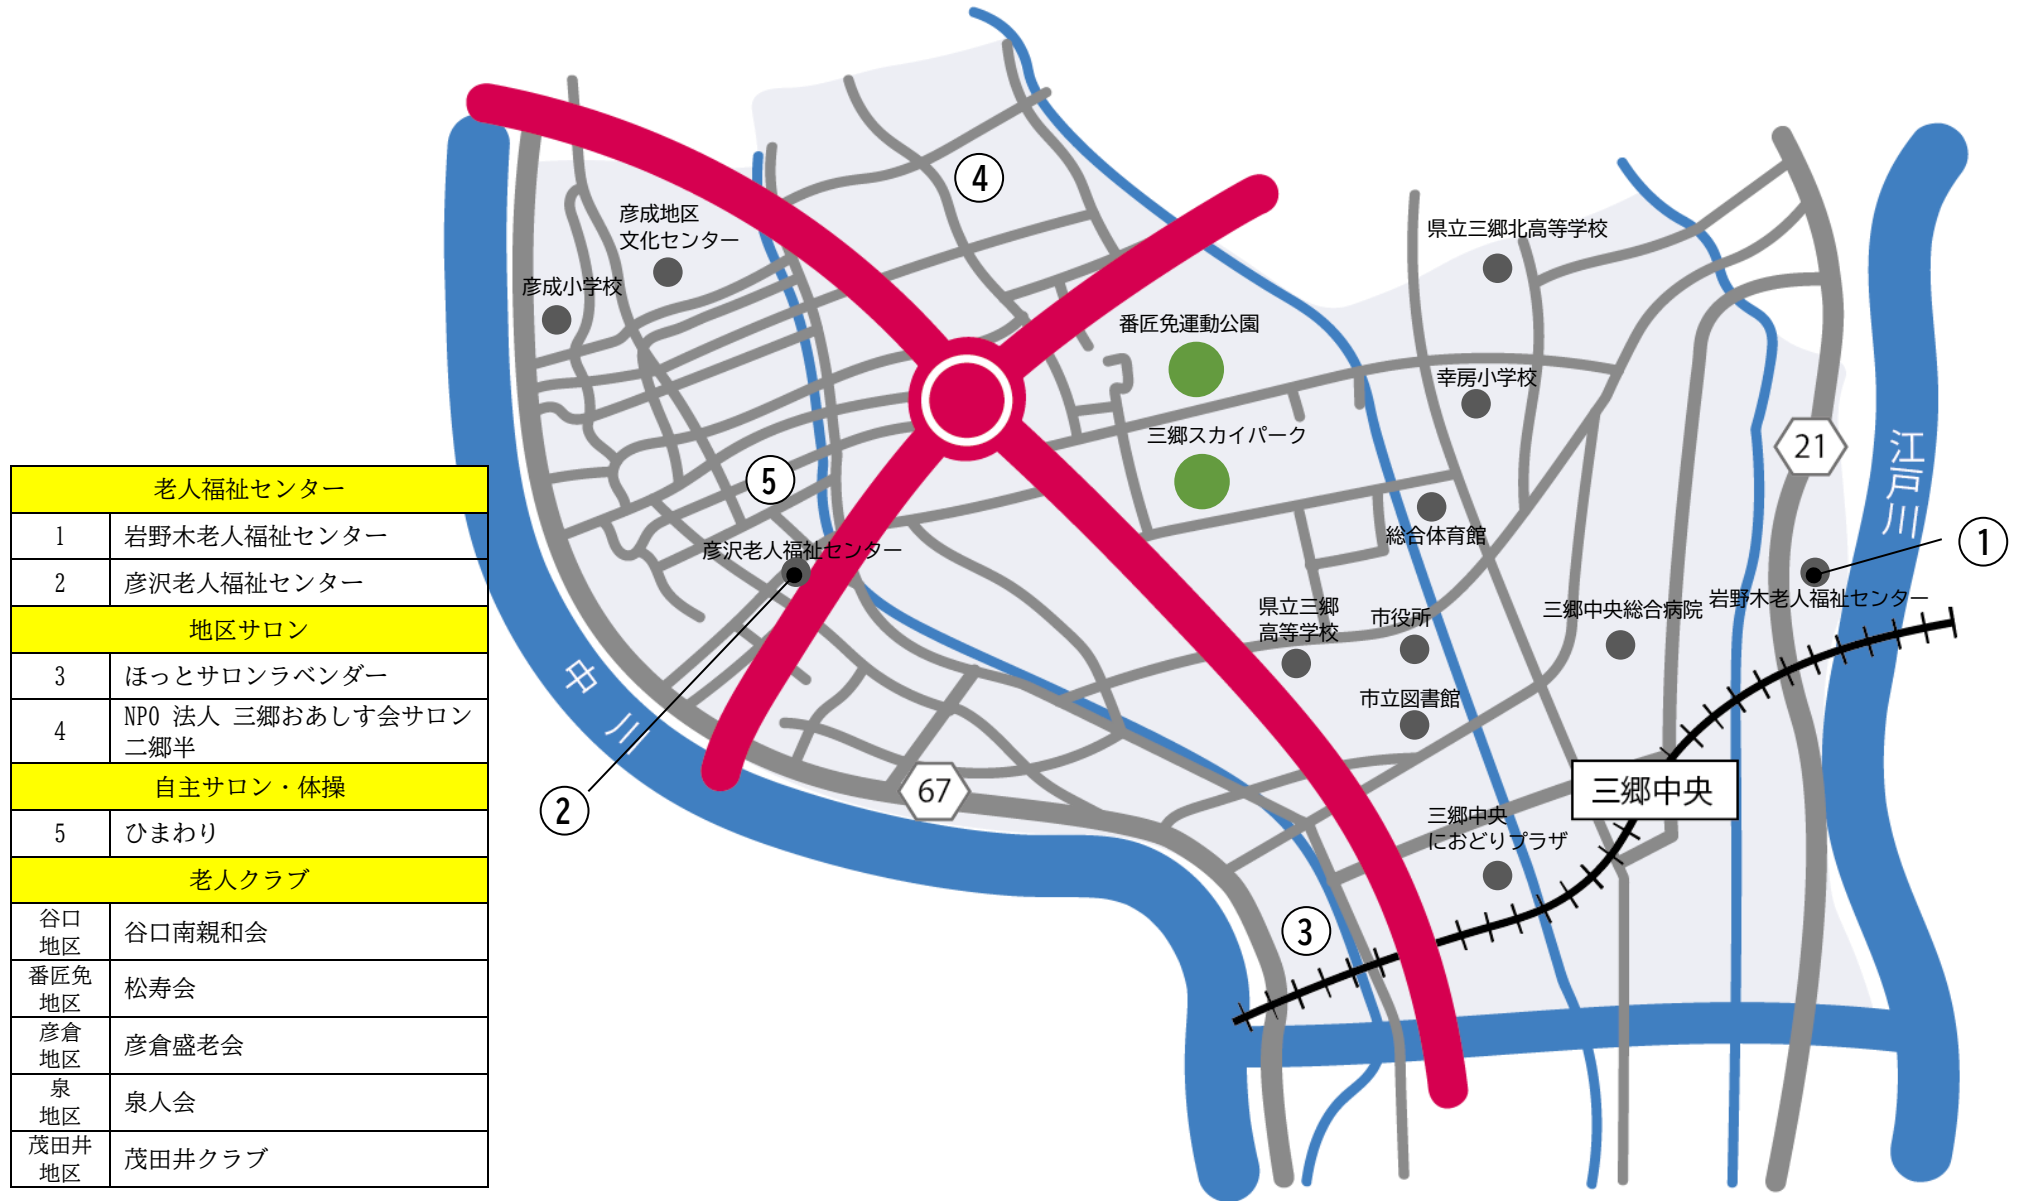 老人福祉センター
1 岩野木老人福祉センター
2 彦沢老人福祉センター
地区サロン
3 ほっとサロンラベンダー
4 NPO 法人 三郷おあしす会サロン
二郷半
自主サロン・体操
5 ひまわり
老人クラブ
谷口
地区
谷口南親和会
番匠免
地区
松寿会
彦倉
地区
彦倉盛老会
泉
地区
泉人会
茂田井
地区
茂田井クラブ
4
彦成地区
文化センター
彦成小学校
県立三郷北高等学校
番匠免運動公園
幸房小学校
三郷スカイパーク
21
江戸川
5
総合体育館
1
彦沢老人福祉センター
岩野木老人福祉センター
県立三郷
高等学校
市役所
三郷中央総合病院
中川
市立図書館
67
2
三郷中央
三郷中央
におどりプラザ
3